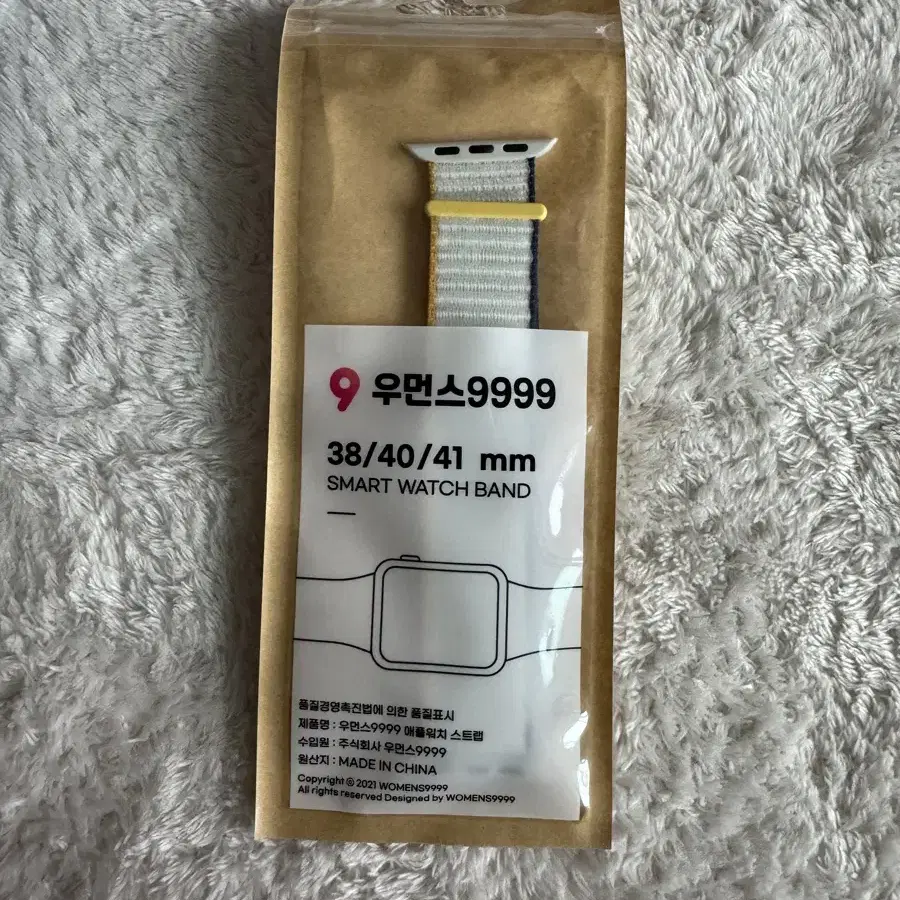 9 우먼스9999
38/40/41 mm
SMART WATCH BAND
품질경영촉진법에 의한 품질표시
제품명 : 우먼스9999 애플워치 스트랩
수입원 : 주식회사 우먼스9999
원산지 : MADE IN CHINA
Copyright ⓒ 2021 WOMENS9999
All rights reserved Designed by WOMENS9999